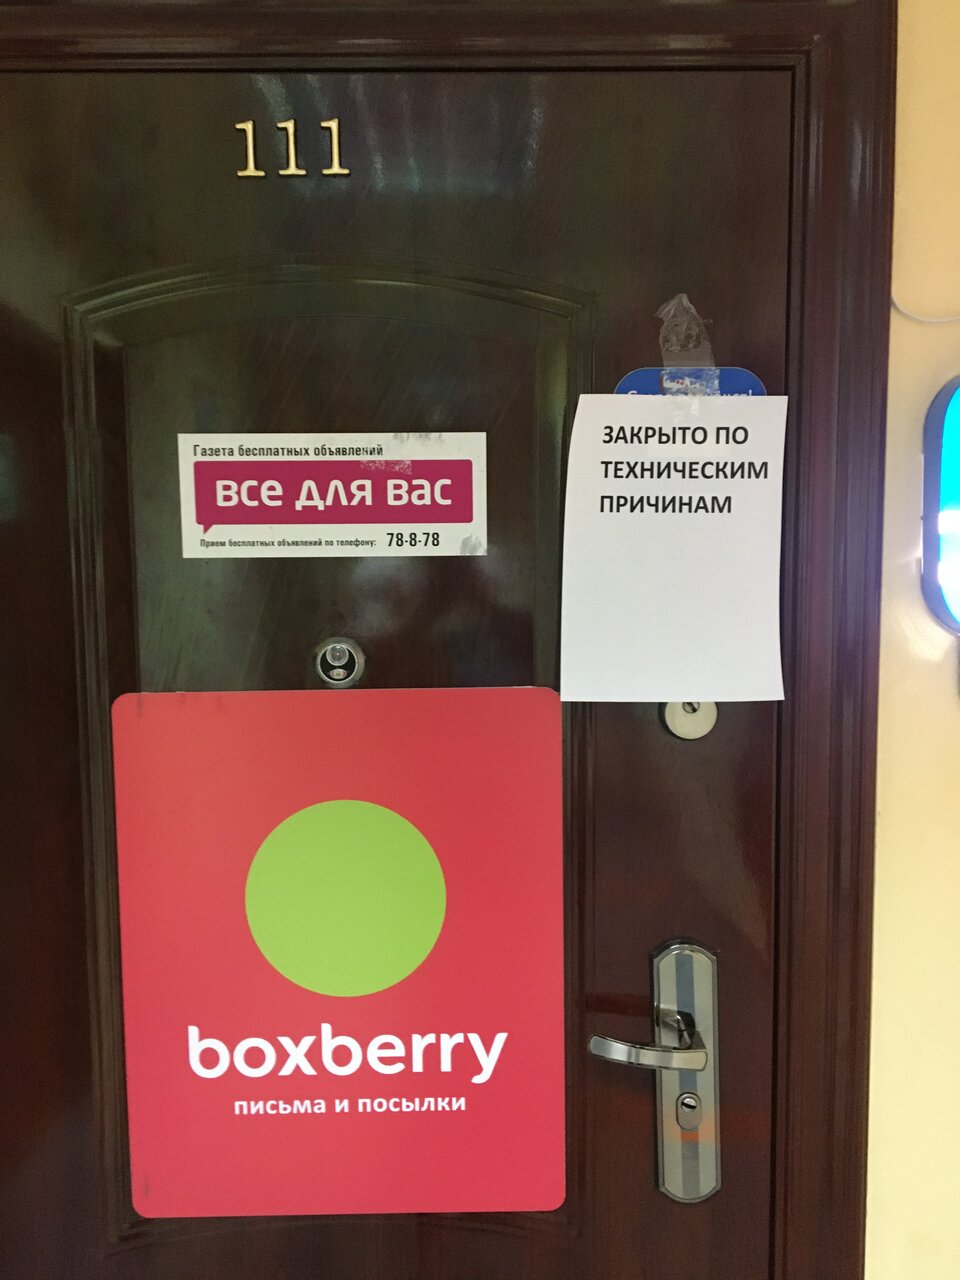 111
Газета бесплатных объявлений
все для вас
Прием бесплатных объявлений по телефону: 78-8-78
ЗАКРЫТО ПО
ТЕХНИЧЕСКИМ
ПРИЧИНАМ
boxberry
письма и посылки